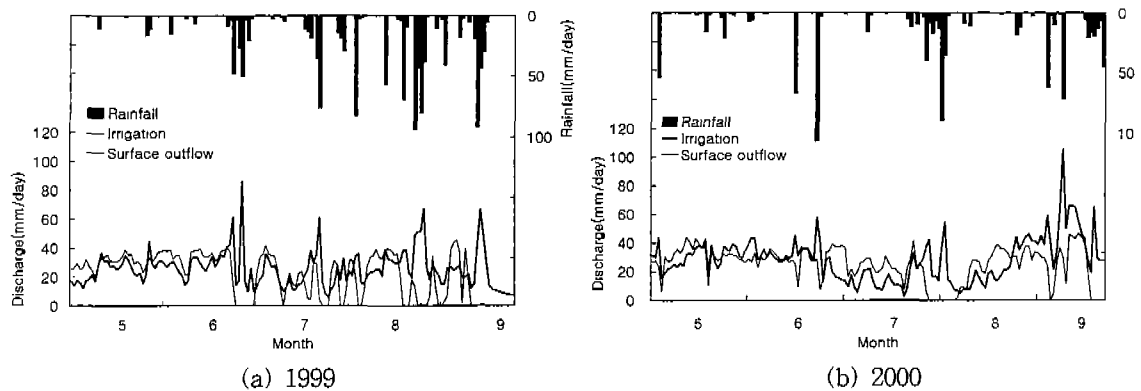 0
50
100
Rainfall(mm/day)
Rainfall
Irrigation
Surface outflow
120
100
80
60
40
20
0
Discharge(mm/day)
5 6 7 8 9
Month
(a) 1999
0
50
10
Rainfall
Irrigation
Surface outflow
120
100
80
60
40
20
0
Discharge(mm/day)
5 6 7 8 9
Month
(b) 2000